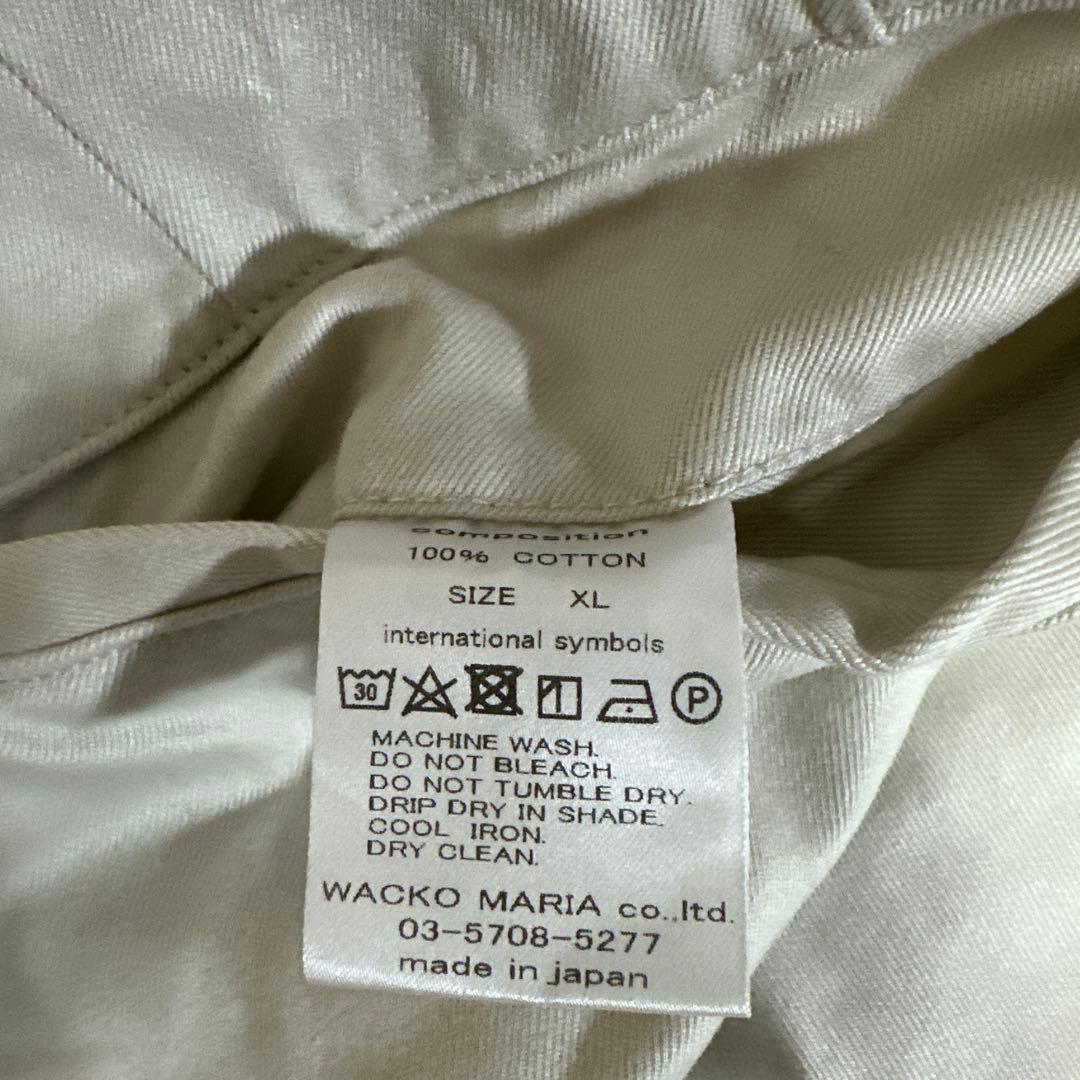 composition
100% COTTON
SIZE XL
international symbols
30 P
MACHINE WASH.
DO NOT BLEACH.
DO NOT TUMBLE DRY.
DRIP DRY IN SHADE.
COOL IRON.
DRY CLEAN.
WACKO MARIA co.,ltd.
03-5708-5277
made in japan